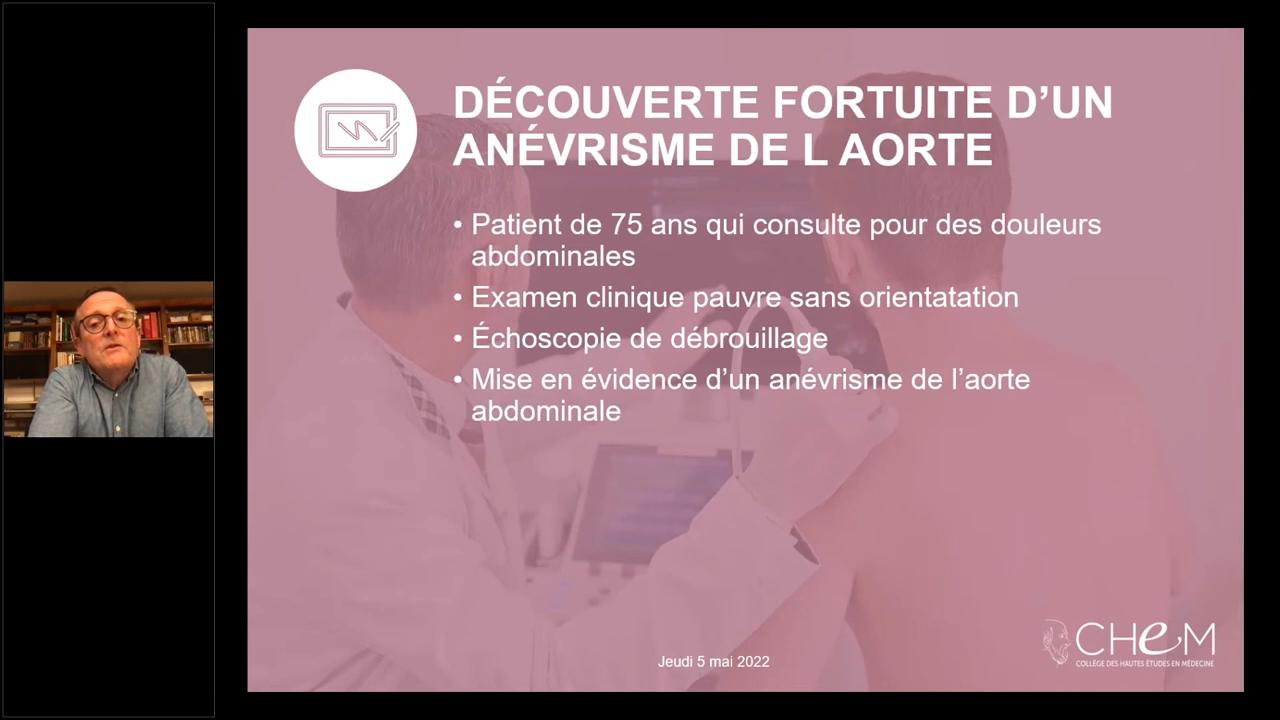 DÉCOUVERTE FORTUITE D’UN
ANÉVRISME DE L AORTE
• Patient de 75 ans qui consulte pour des douleurs
abdominales
• Examen clinique pauvre sans orientatation
• Échoscopie de débrouillage
• Mise en évidence d’un anévrisme de l’aorte
abdominale
Jeudi 5 mai 2022
CHeM
COLLÈGE DES HAUTES ÉTUDES EN MÉDECINE